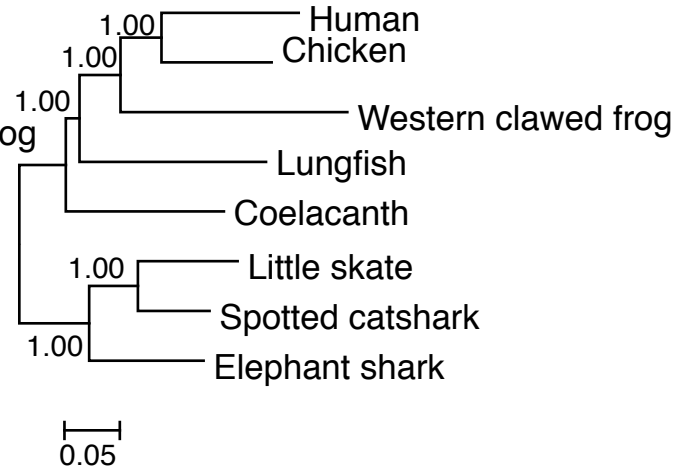 1.00 Human
1.00 Chicken
1.00 Western clawed frog
og
Lungfish
Coelacanth
1.00 Little skate
Spotted catshark
1.00 Elephant shark
0.05